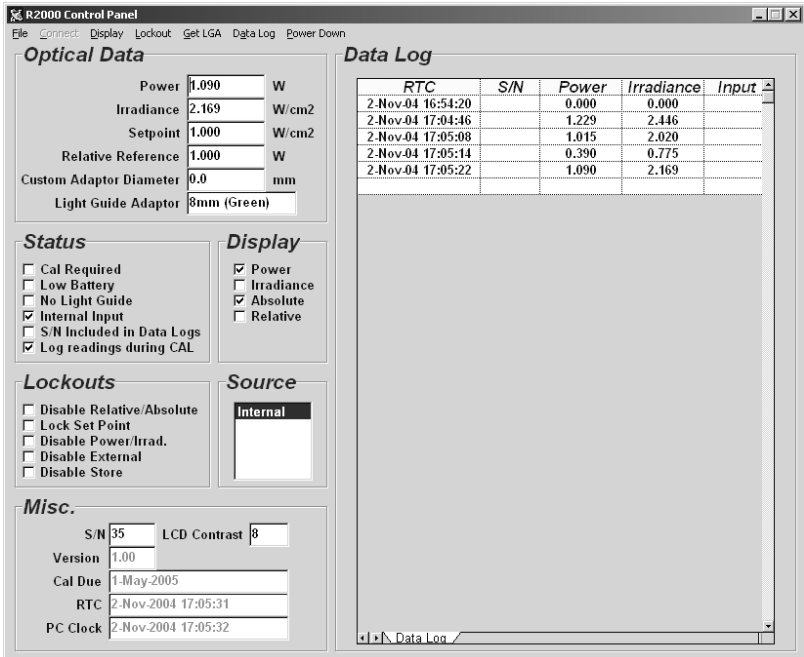 R2000 Control Panel
File Connect Display Lockout Get LGA Data Log Power Down
Optical Data
Power 1.090 W
Irradiance 2.169 W/cm2
Setpoint 1.000 W/cm2
Relative Reference 1.000 W
Custom Adaptor Diameter 0.0 mm
Light Guide Adaptor 8mm (Green)
Status
Cal Required
Low Battery
No Light Guide
Internal Input
S/N Included in Data Logs
Log readings during CAL
Display
Power
Irradiance
Absolute
Relative
Lockouts
Disable Relative/Absolute
Lock Set Point
Disable Power/Irrad.
Disable External
Disable Store
Source
Internal
Misc.
S/N 35 LCD Contrast 8
Version 1.00
Cal Due 1-May-2005
RTC 2-Nov-2004 17:05:31
PC Clock 2-Nov-2004 17:05:32
Data Log
RTC S/N Power Irradiance Input
2-Nov-04 16:54:20 0.000 0.000
2-Nov-04 17:04:46 1.229 2.446
2-Nov-04 17:05:08 1.015 2.020
2-Nov-04 17:05:14 0.390 0.775
2-Nov-04 17:05:22 1.090 2.169
Data Log